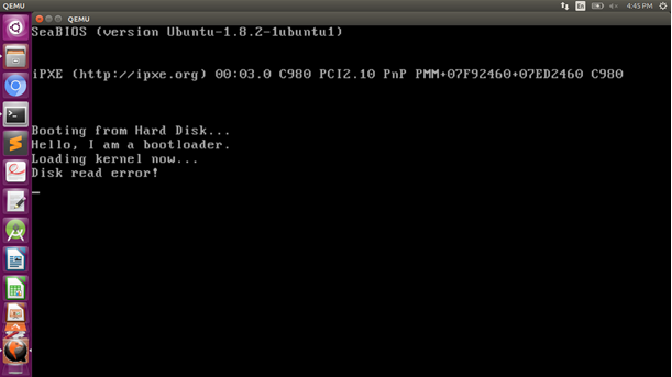 QEMU
En
4:45 PM
QEMU
SeaBIOS (version Ubuntu-1.8.2-1ubuntu1)
iPXE (http://ipxe.org) 00:03.0 C980 PCI2.10 PnP PMM+07F92460+07ED2460 C980
Booting from Hard Disk...
Hello, I am a bootloader.
Loading kernel now...
Disk read error!